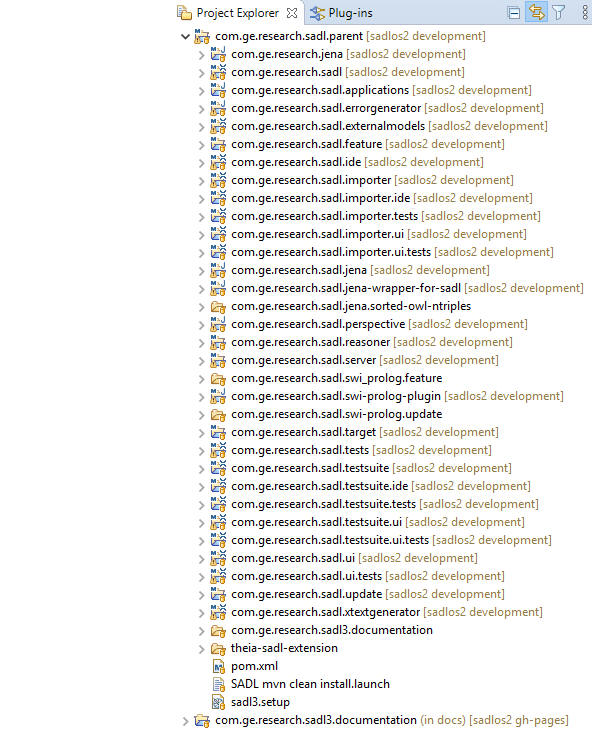 Project Explorer Plug-ins
com.ge.research.sadl.parent [sadlos2 development]
com.ge.research.jena [sadlos2 development]
com.ge.research.sadl [sadlos2 development]
com.ge.research.sadl.applications [sadlos2 development]
com.ge.research.sadl.errorgenerator [sadlos2 development]
com.ge.research.sadl.externalmodels [sadlos2 development]
com.ge.research.sadl.feature [sadlos2 development]
com.ge.research.sadl.ide [sadlos2 development]
com.ge.research.sadl.importer [sadlos2 development]
com.ge.research.sadl.importer.ide [sadlos2 development]
com.ge.research.sadl.importer.tests [sadlos2 development]
com.ge.research.sadl.importer.ui [sadlos2 development]
com.ge.research.sadl.importer.ui.tests [sadlos2 development]
com.ge.research.sadl.jena [sadlos2 development]
com.ge.research.sadl.jena-wrapper-for-sadl [sadlos2 development]
com.ge.research.sadl.jena.sorted-owl-ntriples
com.ge.research.sadl.perspective [sadlos2 development]
com.ge.research.sadl.reasoner [sadlos2 development]
com.ge.research.sadl.server [sadlos2 development]
com.ge.research.sadl.swi_prolog.feature
com.ge.research.sadl.swi-prolog-plugin [sadlos2 development]
com.ge.research.sadl.swi-prolog.update
com.ge.research.sadl.target [sadlos2 development]
com.ge.research.sadl.tests [sadlos2 development]
com.ge.research.sadl.testsuite [sadlos2 development]
com.ge.research.sadl.testsuite.ide [sadlos2 development]
com.ge.research.sadl.testsuite.tests [sadlos2 development]
com.ge.research.sadl.testsuite.ui [sadlos2 development]
com.ge.research.sadl.testsuite.ui.tests [sadlos2 development]
com.ge.research.sadl.ui [sadlos2 development]
com.ge.research.sadl.ui.tests [sadlos2 development]
com.ge.research.sadl.update [sadlos2 development]
com.ge.research.sadl.xtextgenerator [sadlos2 development]
com.ge.research.sadl3.documentation
theia-sadl-extension
pom.xml
SADL mvn clean install.launch
sadl3.setup
com.ge.research.sadl3.documentation (in docs) [sadlos2 gh-pages]